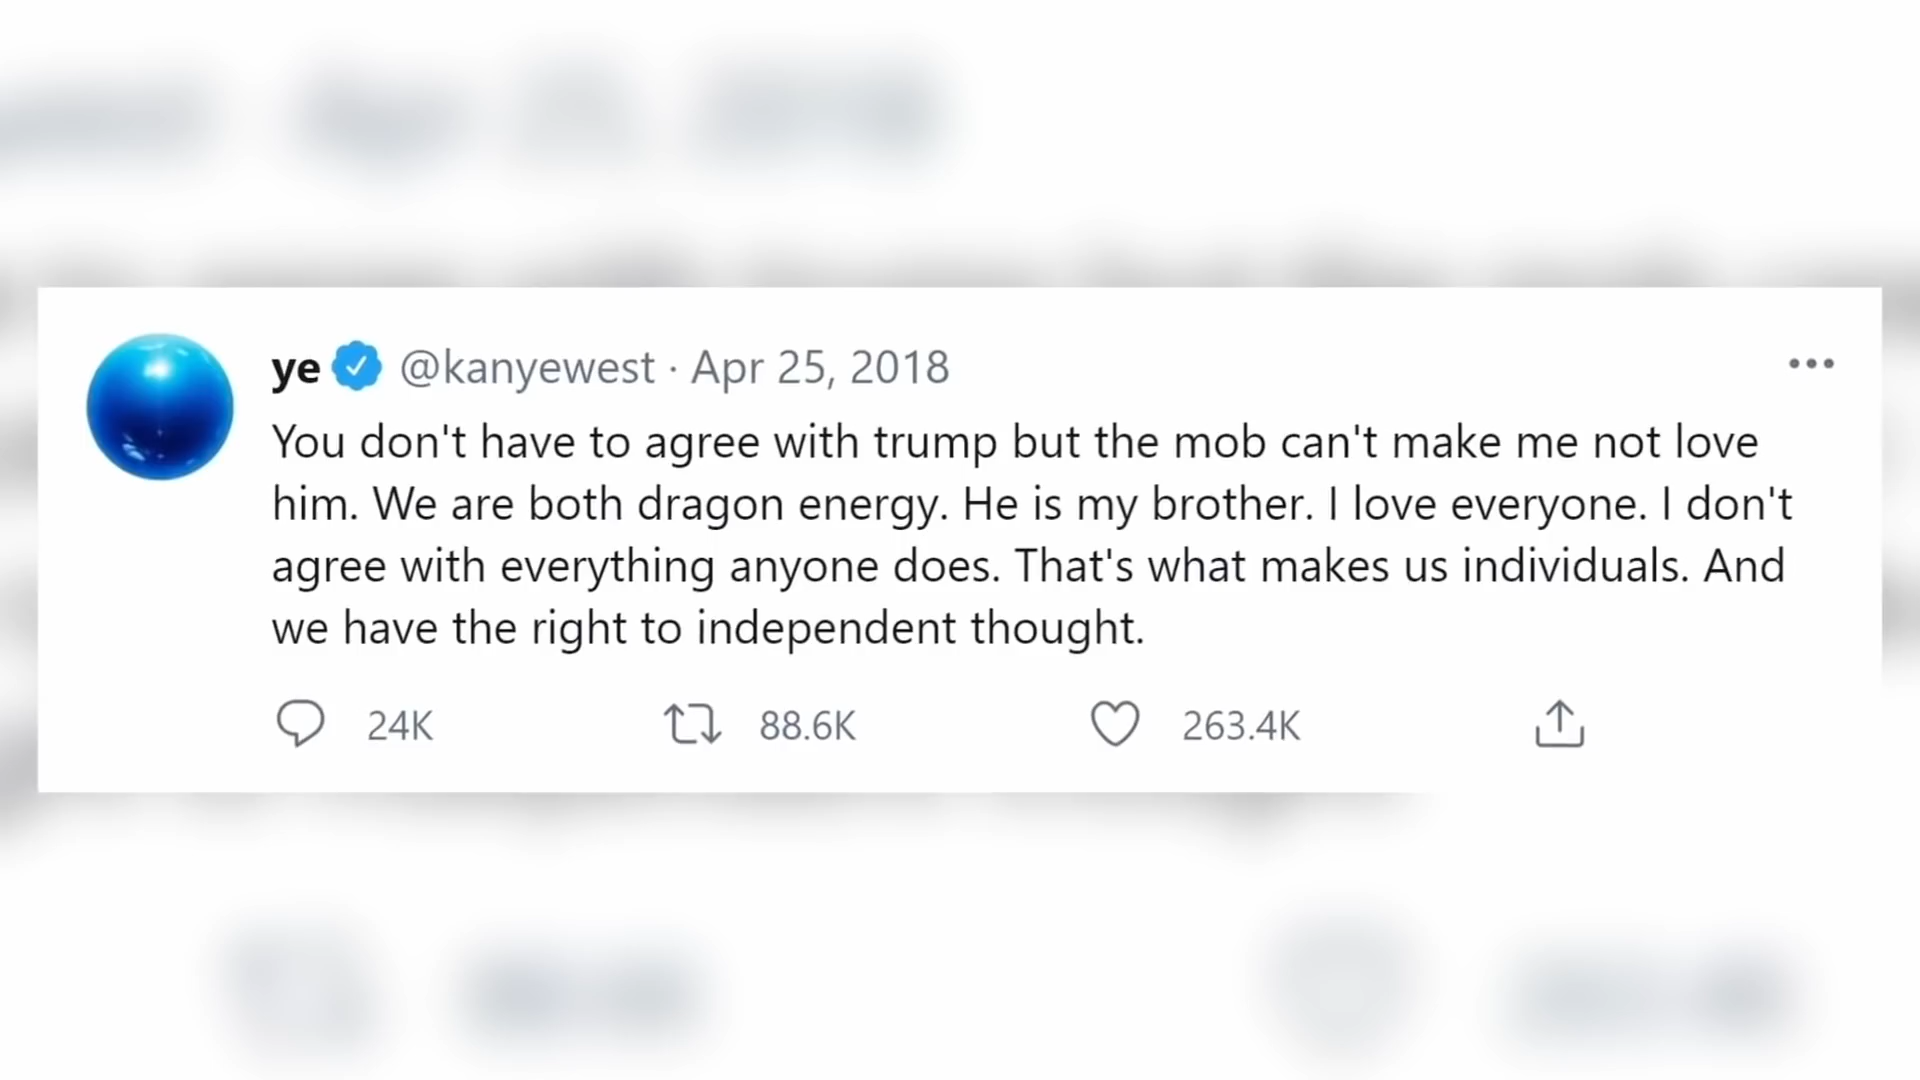 ye @kanyewest · Apr 25, 2018
You don't have to agree with trump but the mob can't make me not love
him. We are both dragon energy. He is my brother. I love everyone. I don't
agree with everything anyone does. That's what makes us individuals. And
we have the right to independent thought.
24K 88.6K 263.4K